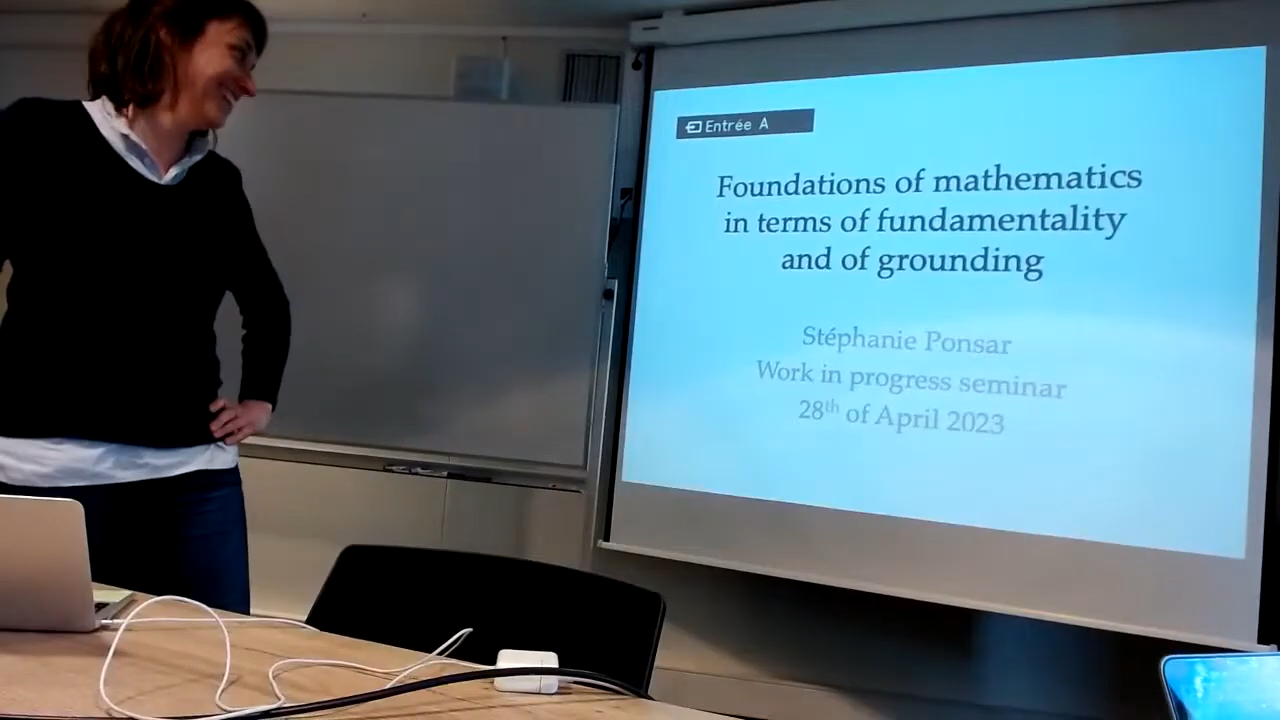 Entrée A
Foundations of mathematics
in terms of fundamentality
and of grounding
Stéphanie Ponsar
Work in progress seminar
28th of April 2023